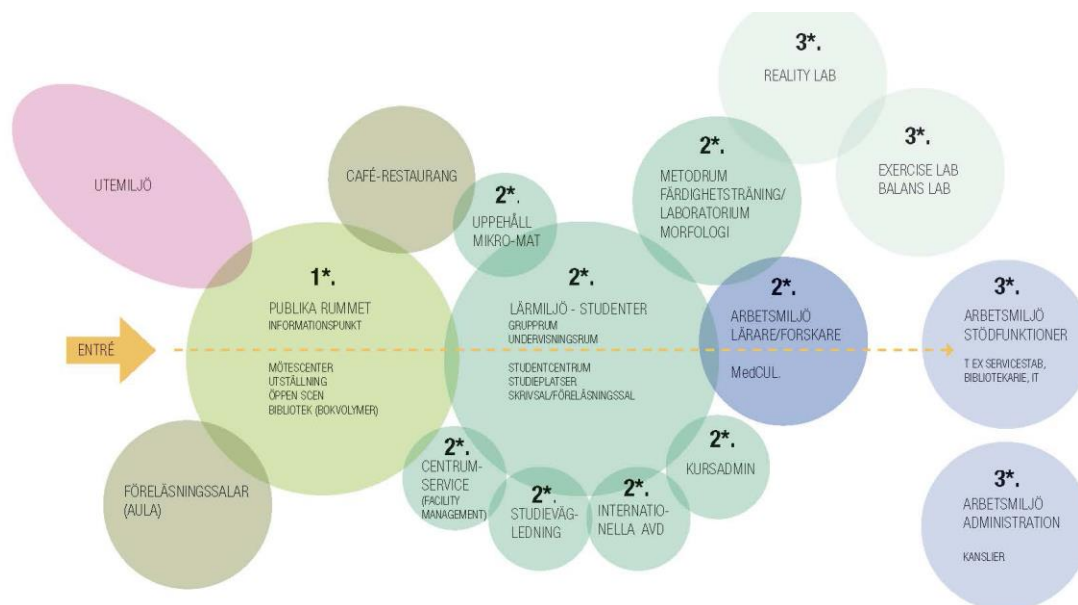 3*.
REALITY LAB
3*.
EXERCISE LAB
BALANS LAB
2*.
METODRUM
FÄRDIGHETSTRÄNING/
LABORATORIUM
MORFOLOGI
UTEMILJÖ
CAFÉ-RESTAURANG
2*.
UPPEHÅLL
MIKRO-MAT
1*.
PUBLIKA RUMMET
INFORMATIONSPUNKT
MÖTESCENTER
UTSTÄLLNING
ÖPPEN SCEN
BIBLIOTEK (BOKVOLYMER)
2*.
LÄRMILJÖ - STUDENTER
GRUPPRUM
UNDERVISNINGSRUM
STUDENTCENTRUM
STUDIEPLATSER
SKRIVSAL/FÖRELÄSNINGSSAL
2*.
ARBETSMILJÖ
LÄRARE/FORSKARE
MedCUL.
3*.
ARBETSMILJÖ
STÖDFUNKTIONER
T EX SERVICESTAB,
BIBLIOTEKARIE, IT
ENTRÉ
FÖRELÄSNINGSSALAR
(AULA)
2*.
CENTRUM-
SERVICE
(FACILITY
MANAGEMENT)
2*.
STUDIEVÄG-
LEDNING
2*.
INTERNATIO-
NELLA AVD
2*.
KURSADMIN
3*.
ARBETSMILJÖ
ADMINISTRATION
KANSLIER